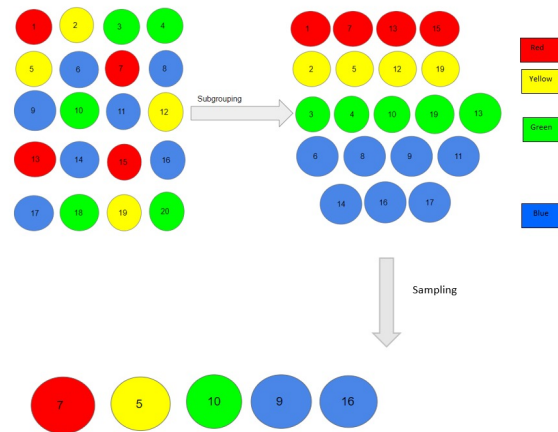 1 2 3 4
5 6 7 8
9 10 11 12
13 14 15 16
17 18 19 20
Subgrouping
1 7 13 15
2 5 12 19
3 4 10 19 13
6 8 9 11
14 16 17
Red
Yellow
Green
Blue
Sampling
7 5 10 9 16